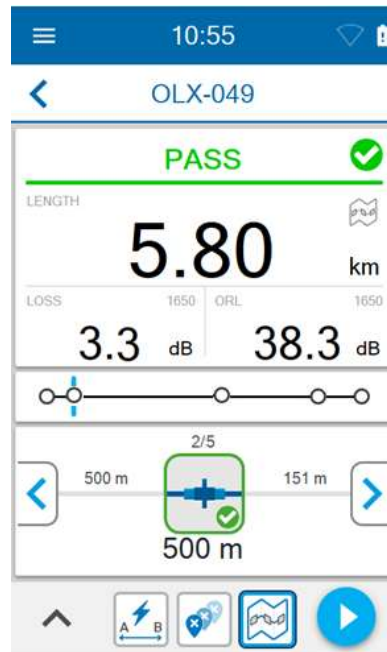 10:55
OLX-049
PASS
LENGTH
5.80 km
LOSS 1650 ORL 1650
3.3 dB 38.3 dB
2/5
500 m 151 m
500 m
A B